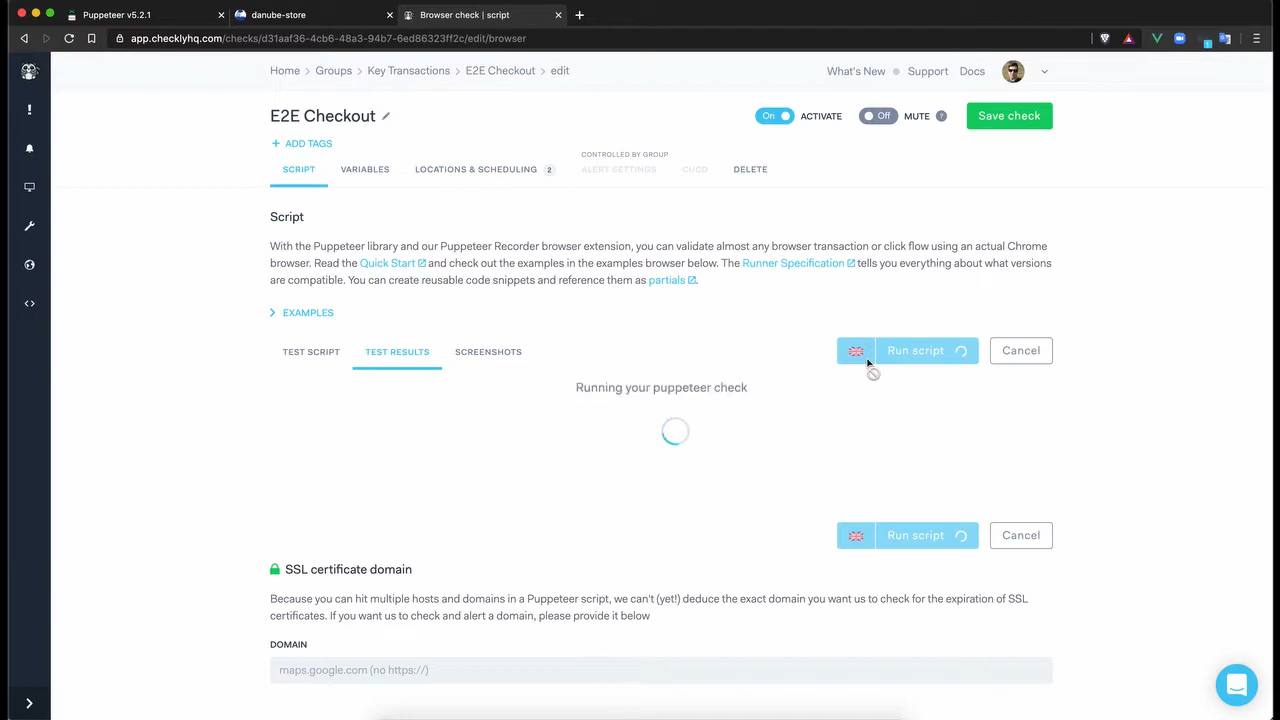 Puppeteer v5.2.1
danube-store
Browser check | script
app.checklyhq.com/checks/d31aaf36-4cb6-48a3-94b7-6ed86323ff2c/edit/browser
Home > Groups > Key Transactions > E2E Checkout > edit
What's New
Support
Docs
E2E Checkout
On
ACTIVATE
Off
MUTE
?
Save check
+ ADD TAGS
CONTROLLED BY GROUP
SCRIPT
VARIABLES
LOCATIONS & SCHEDULING 2
ALERT SETTINGS
CI/CD
DELETE
Script
With the Puppeteer library and our Puppeteer Recorder browser extension, you can validate almost any browser transaction or click flow using an actual Chrome
browser. Read the Quick Start and check out the examples in the examples browser below. The Runner Specification tells you everything about what versions
are compatible. You can create reusable code snippets and reference them as partials.
EXAMPLES
TEST SCRIPT
TEST RESULTS
SCREENSHOTS
Run script
Cancel
Running your puppeteer check
Run script
Cancel
SSL certificate domain
Because you can hit multiple hosts and domains in a Puppeteer script, we can't (yet!) deduce the exact domain you want us to check for the expiration of SSL
certificates. If you want us to check and alert a domain, please provide it below
DOMAIN
maps.google.com (no https://)